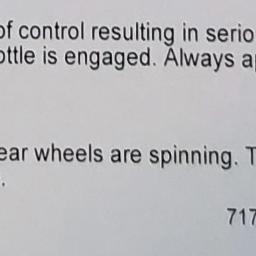 of control resulting in serio
ottle is engaged. Always a
ear wheels are spinning. T
.
717